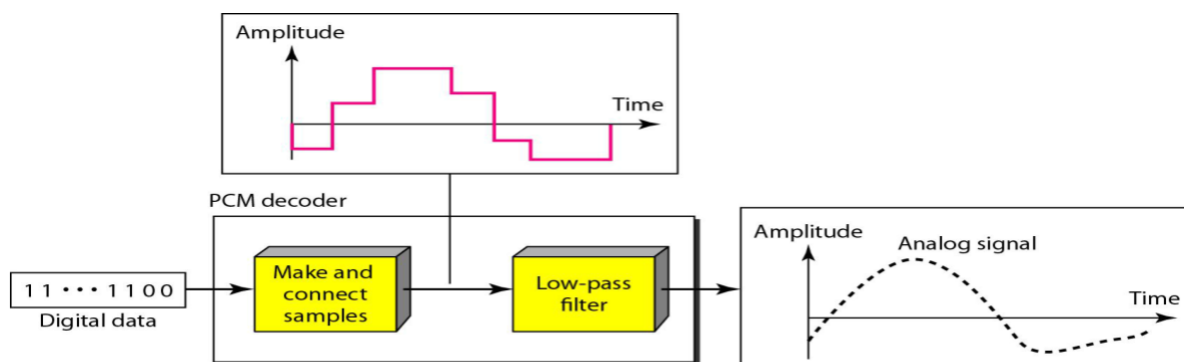 Amplitude
Time
PCM decoder
Make and
connect
samples
Low-pass
filter
11 ••• 1100
Digital data
Amplitude
Analog signal
Time